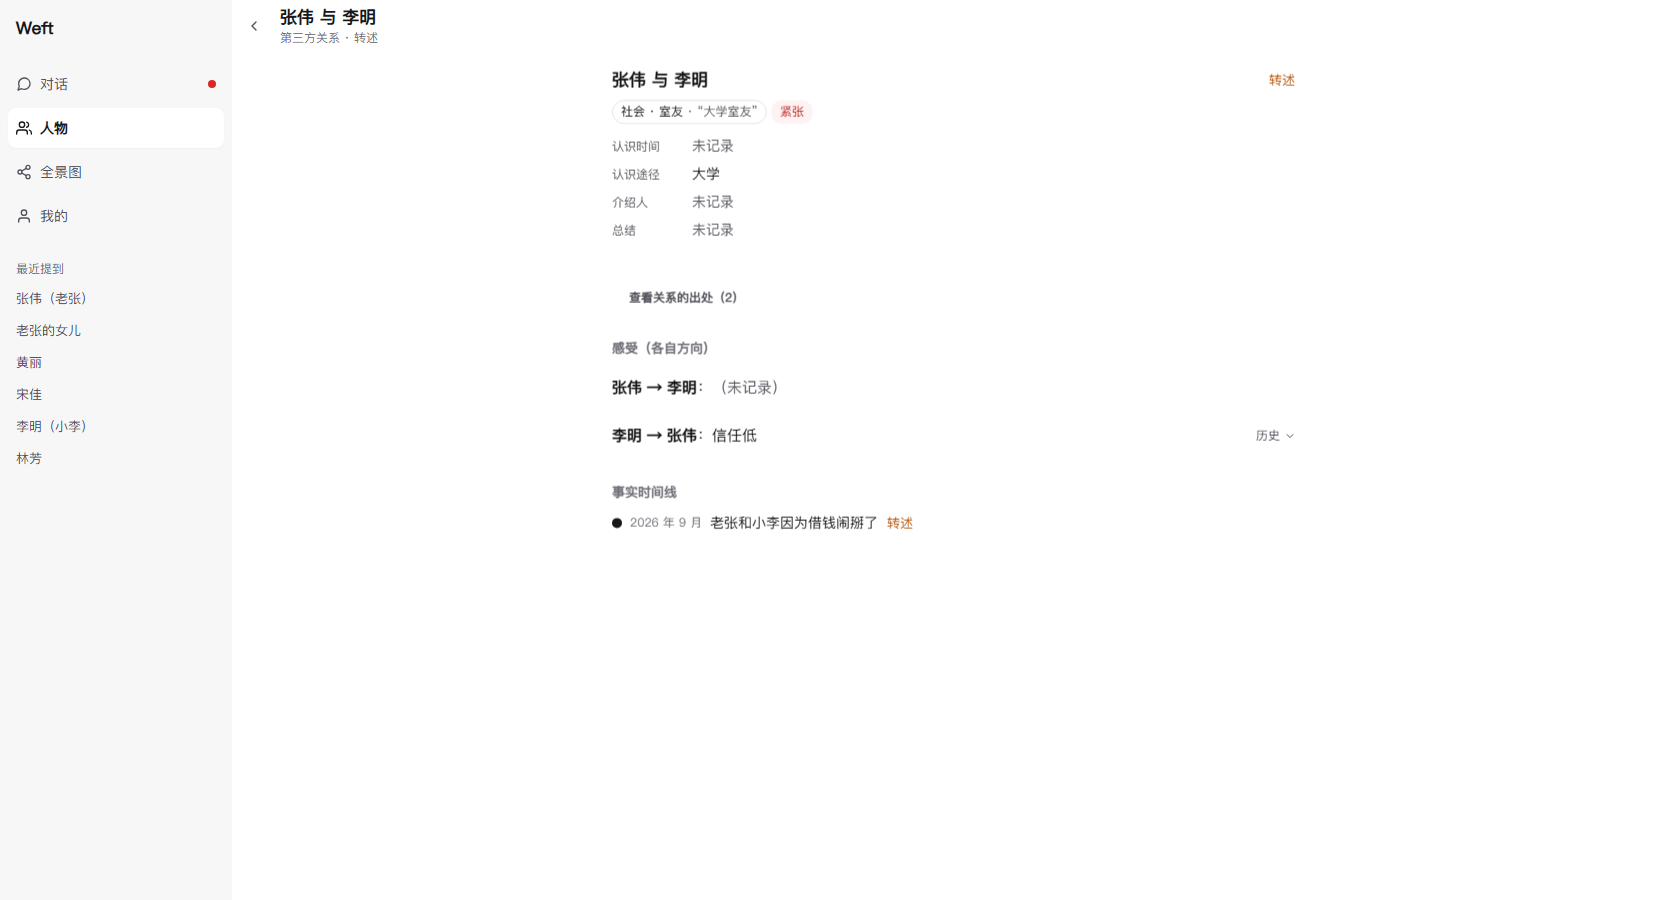 Weft
对话
人物
全景图
我的
最近提到
张伟（老张）
老张的女儿
黄丽
宋佳
李明（小李）
林芳
张伟 与 李明
第三方关系 · 转述
张伟 与 李明
转述
社会 · 室友 · “大学室友” 紧张
认识时间 未记录
认识途径 大学
介绍人 未记录
总结 未记录
查看关系的出处（2）
感受（各自方向）
张伟 → 李明： （未记录）
李明 → 张伟： 信任低
历史
事实时间线
2026 年 9 月 老张和小李因为借钱闹掰了 转述